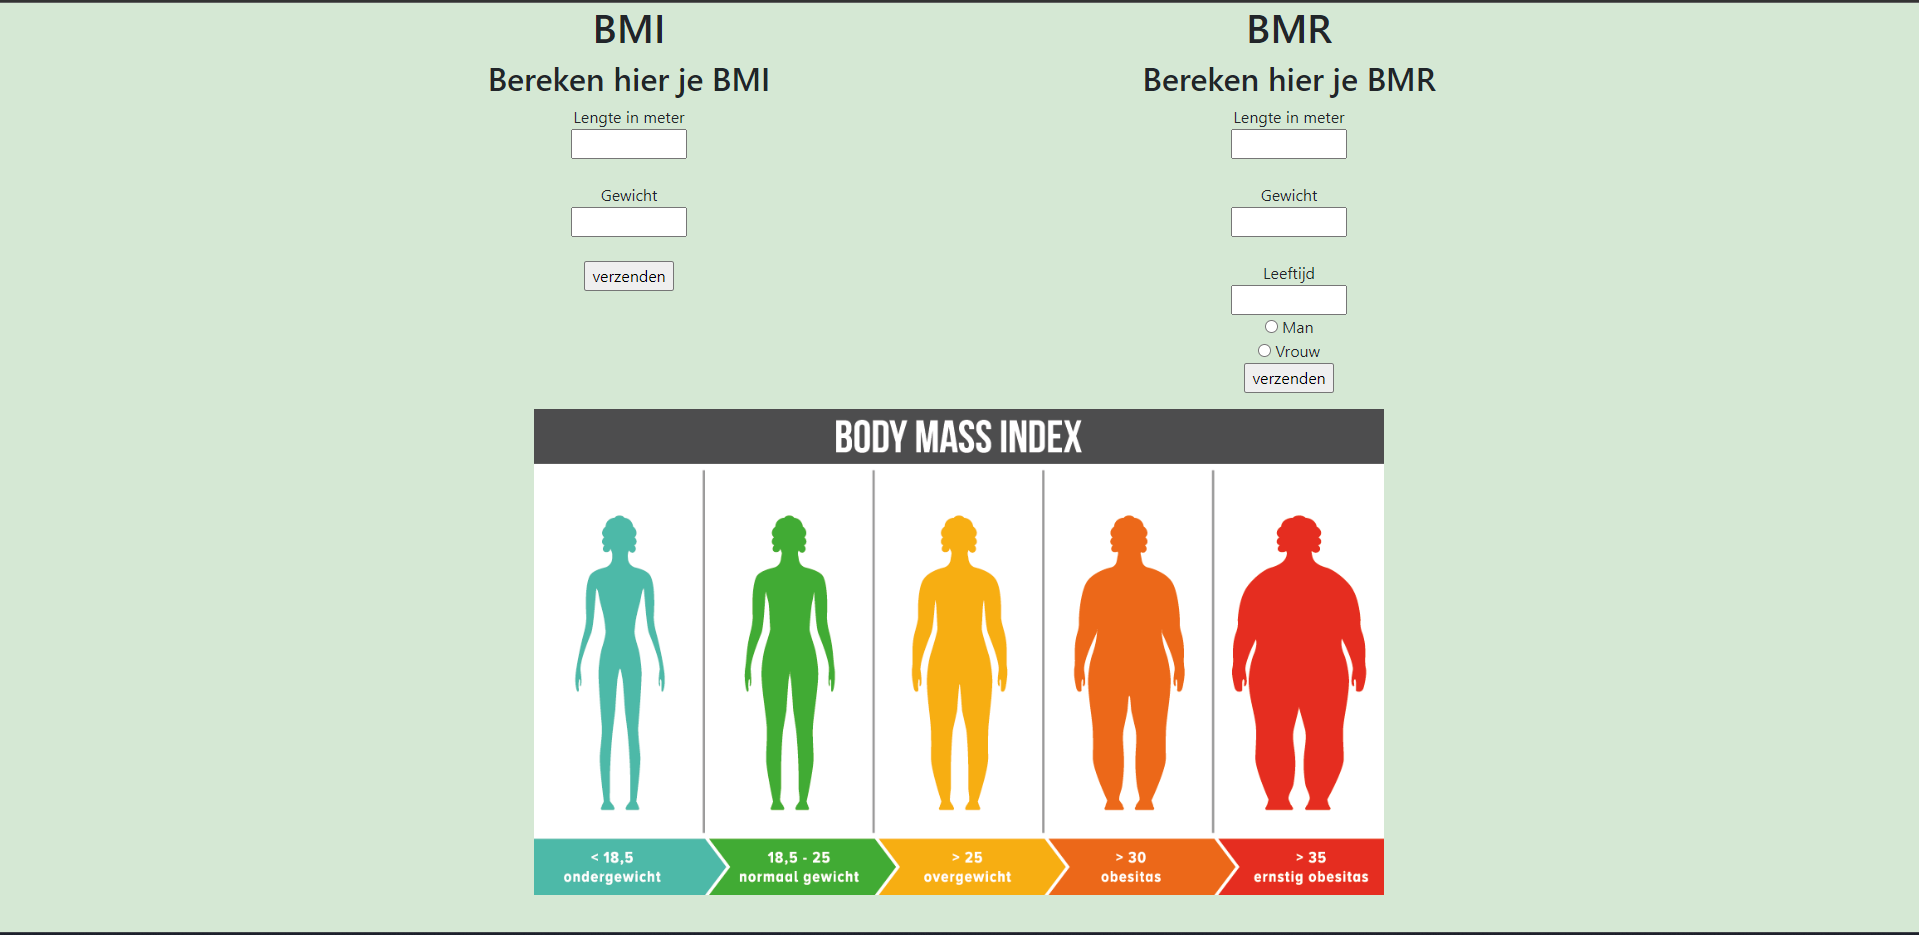 BMI
Bereken hier je BMI
Lengte in meter
Gewicht
verzenden
BMR
Bereken hier je BMR
Lengte in meter
Gewicht
Leeftijd
Man
Vrouw
verzenden
BODY MASS INDEX
< 18,5
ondergewicht
18,5 - 25
normaal gewicht
> 25
overgewicht
> 30
obesitas
> 35
ernstig obesitas